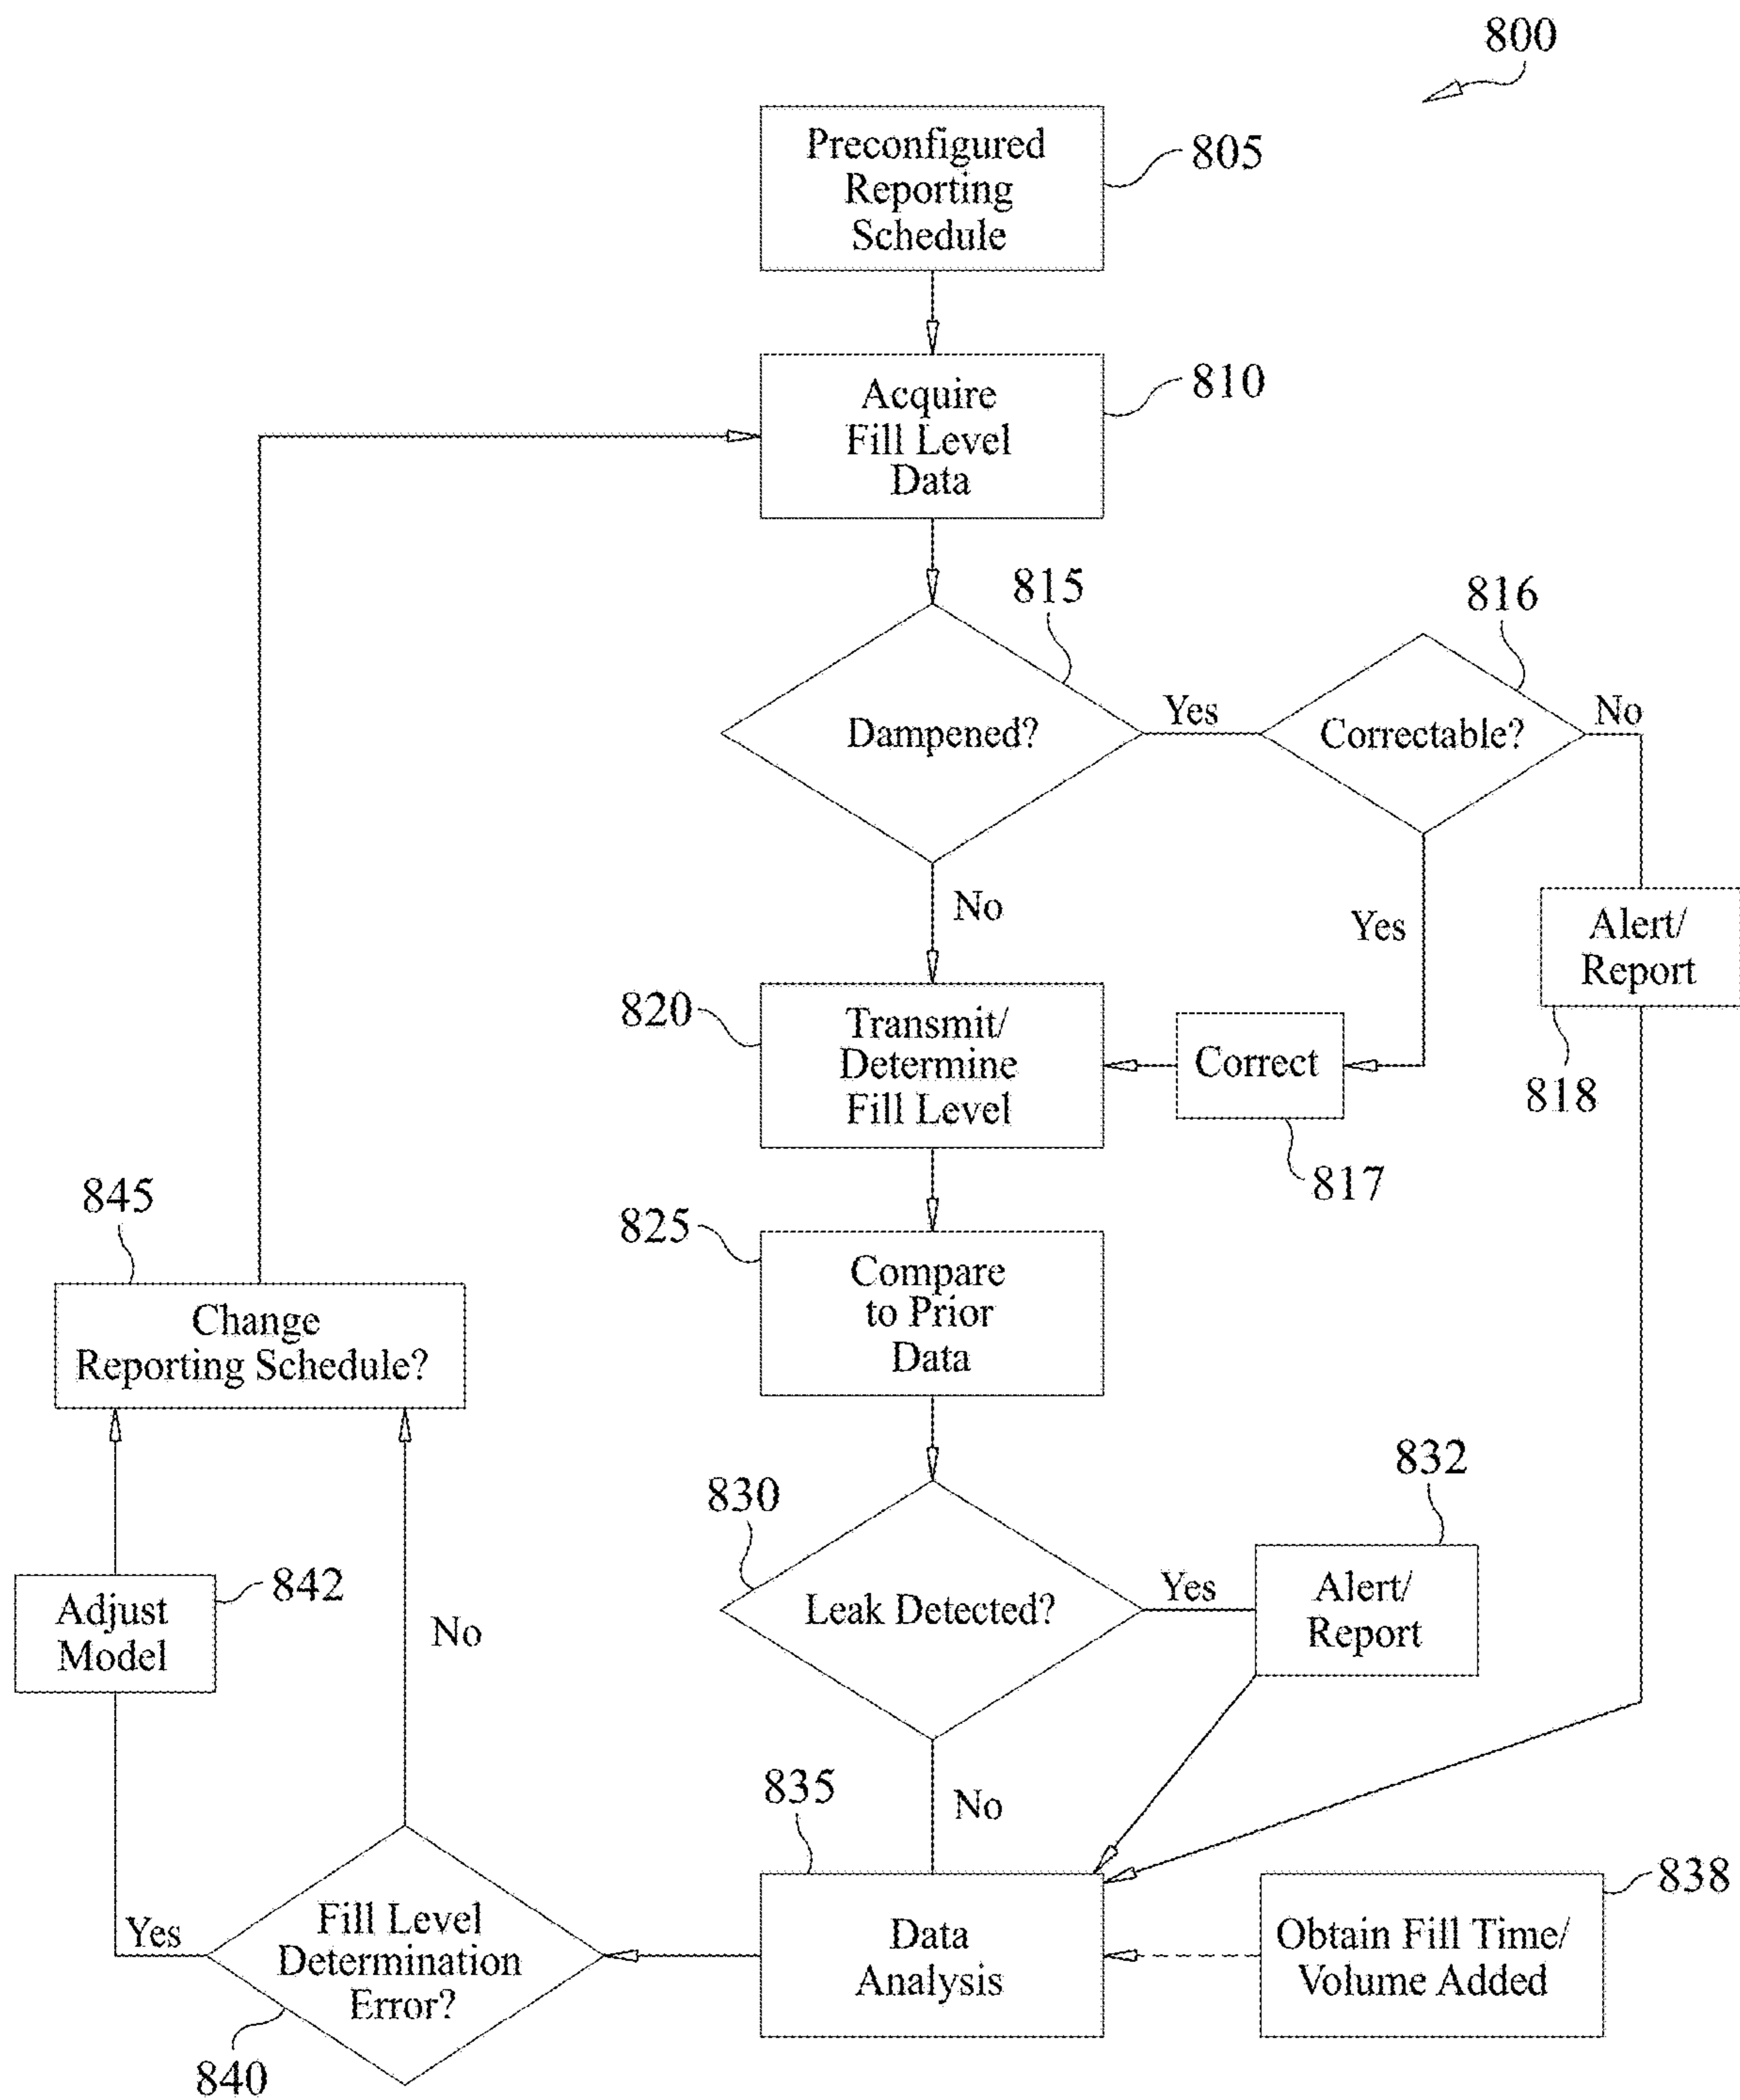 800
Preconfigured
Reporting
Schedule
805
Acquire
Fill Level
Data
810
815
816
Dampened?
Yes
Correctable?
No
No
Yes
Alert/
Report
818
820
Transmit/
Determine
Fill Level
Correct
817
825
Compare
to Prior
Data
845
Change
Reporting Schedule?
830
Leak Detected?
Yes
832
Alert/
Report
Adjust
Model
842
No
No
835
Data
Analysis
838
Obtain Fill Time/
Volume Added
Yes
Fill Level
Determination
Error?
840